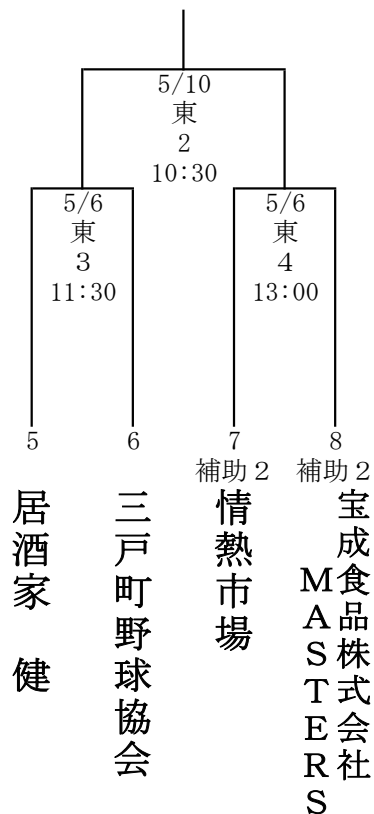 5/10
東
2
10:30
5/6
東
3
11:30
5/6
東
4
13:00
5
6
7
8
補助2
補助2
居酒家　健
三戸町野球協会
情熱市場
宝成食品株式会社
MASTERS